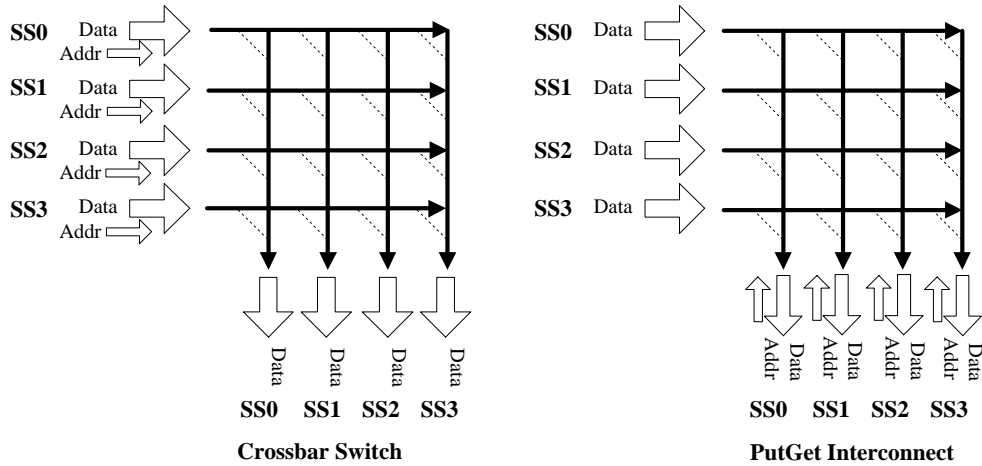 SS0 Data
Addr
SS1 Data
Addr
SS2 Data
Addr
SS3 Data
Addr
Data Data Data Data
SS0 SS1 SS2 SS3
Crossbar Switch
SS0 Data
SS1 Data
SS2 Data
SS3 Data
Addr Data Addr Data Addr Data Addr Data
SS0 SS1 SS2 SS3
PutGet Interconnect